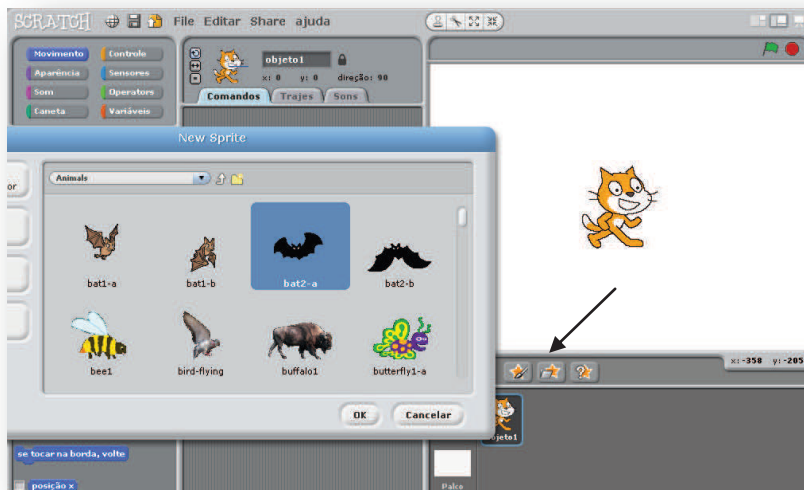 SCRATCH File Editar Share ajuda
Movimento Controle
Aparência Sensores
Som Operators
Caneta Variáveis
objeto1
x: 0 y: 0 direção: 90
Comandos Trajes Sons
New Sprite
or
Animals
bat1-a bat1-b bat2-a bat2-b
bee1 bird-flying buffalo1 butterfly1-a
OK Cancelar
x: -358 y: -205
objeto1
se tocar na borda, volte
posição x
Palco